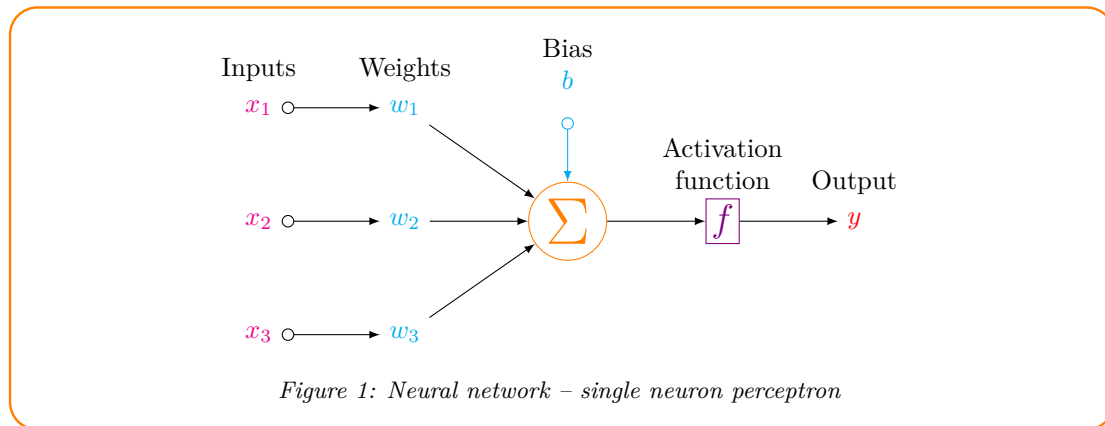 Bias
Inputs Weights b
x₁ w₁
Activation
function Output
x₂ w₂ Σ f y
x₃ w₃
Figure 1: Neural network – single neuron perceptron